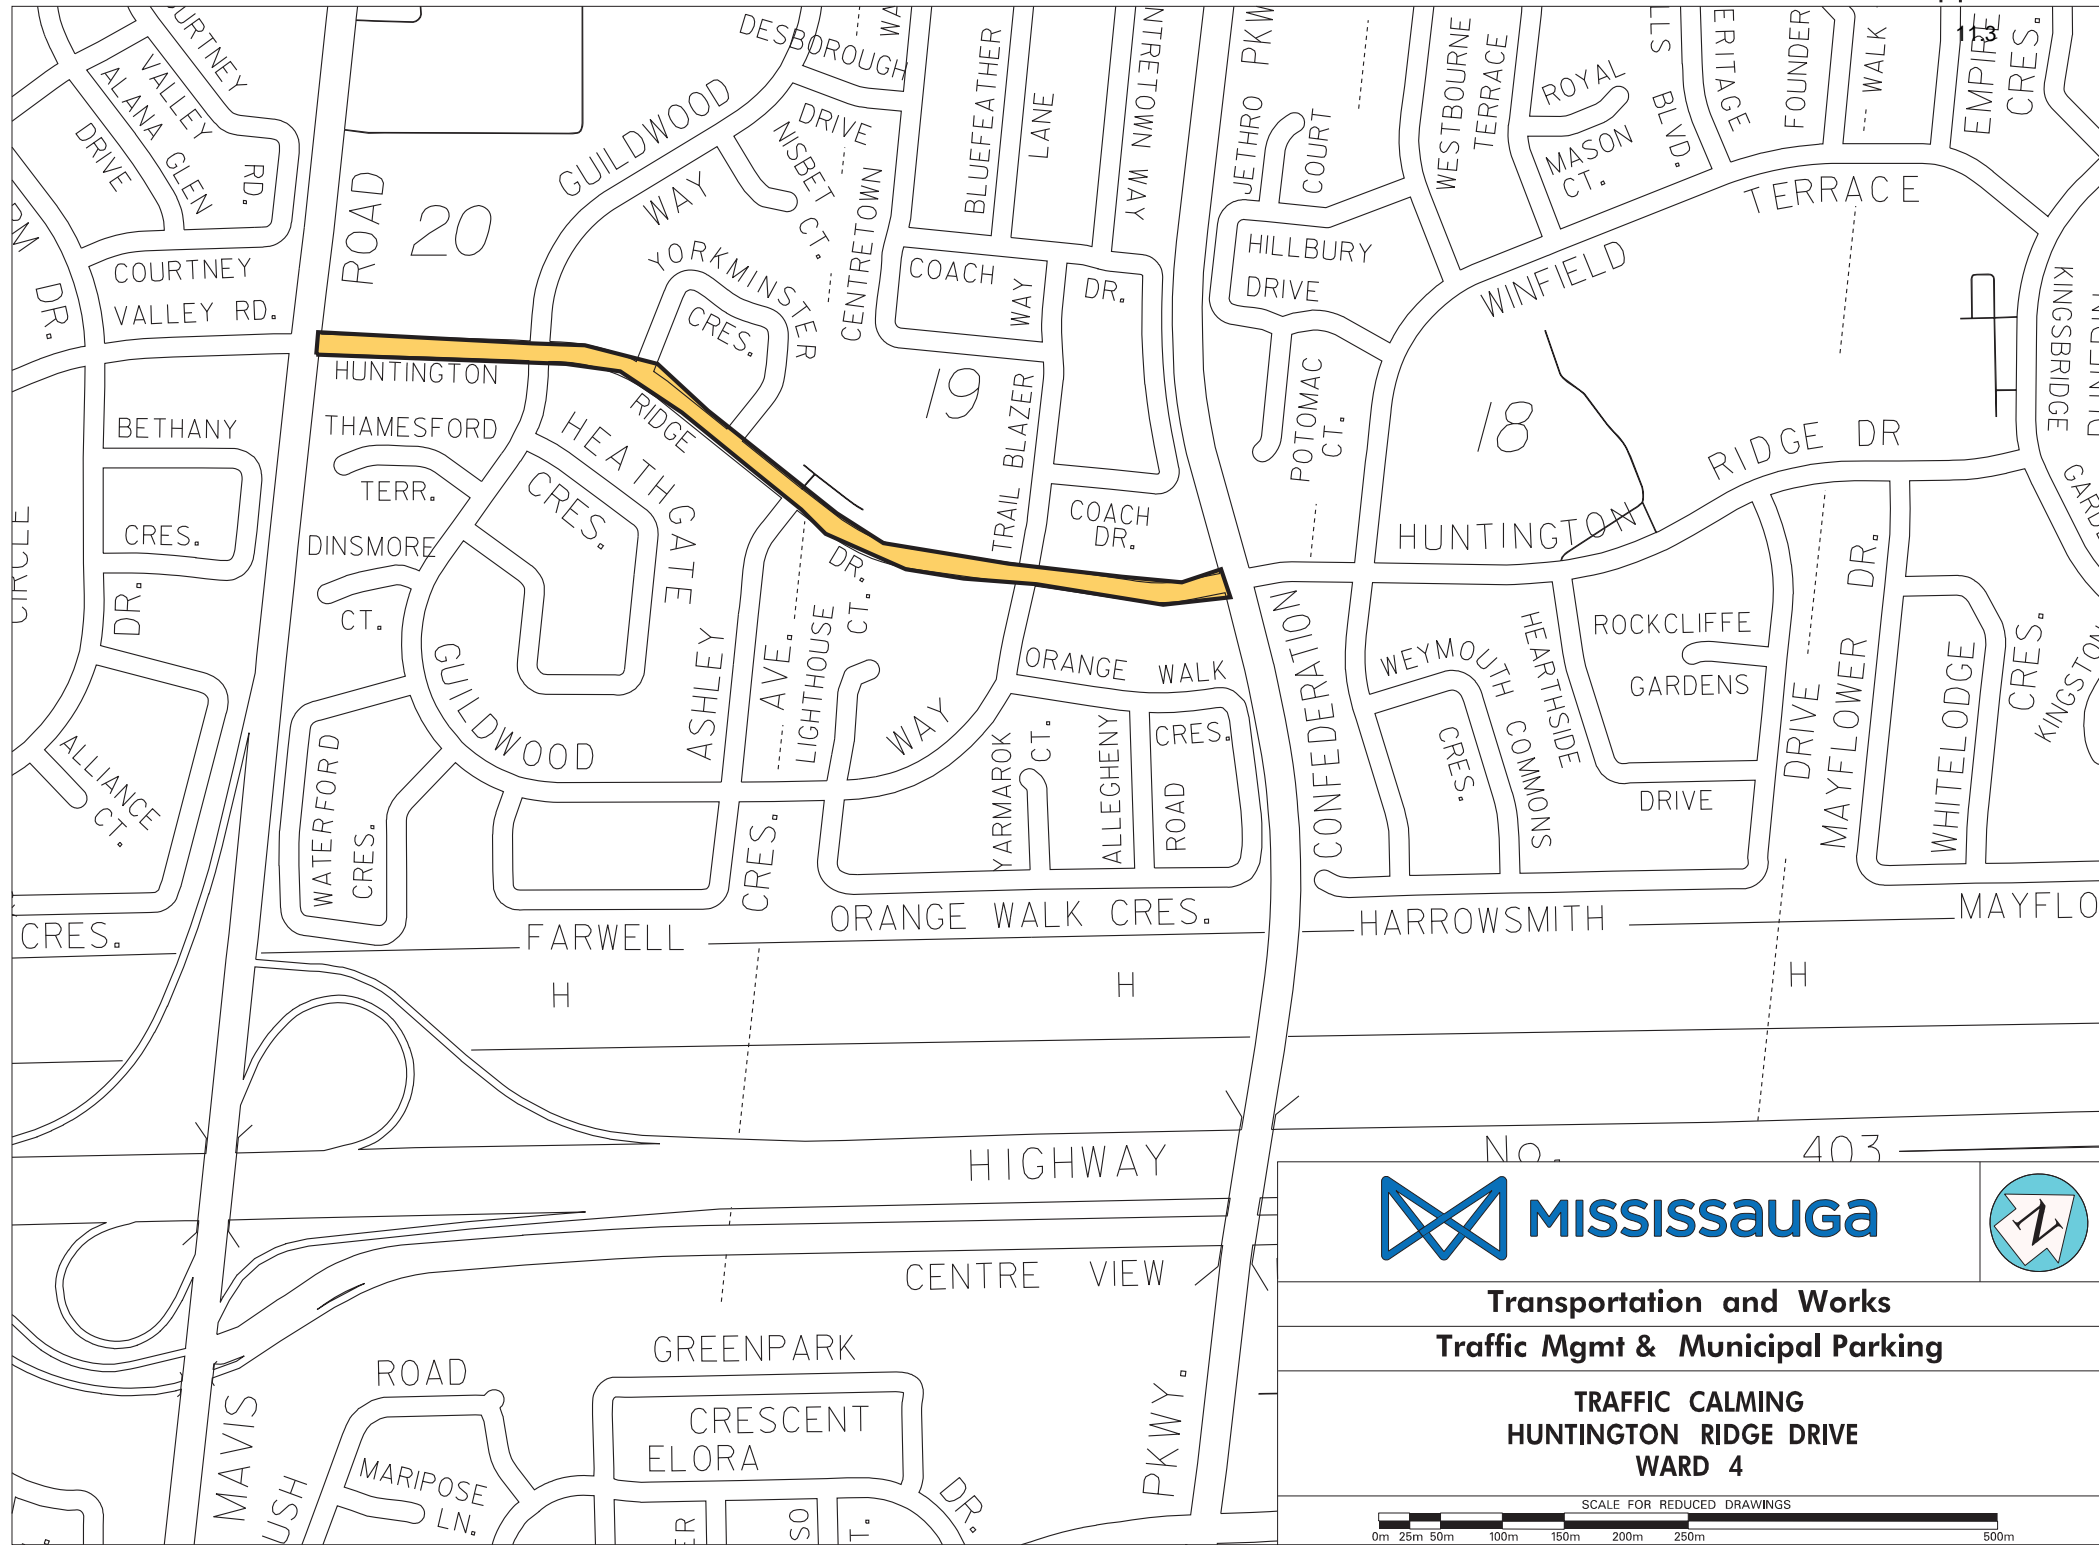 11.3
COURTNEY
VALLEY
RD.
ALANA GLEN
DRIVE
COURTNEY
VALLEY RD.
DR.
ROAD
20
GUILDWOOD
WAY
DESBOROUGH
DRIVE
NISBET
CT.
YORKMINSTER
CRES.
CENTRETOWN
WAY
BLUEFEATHER
LANE
CENTRETOWN WAY
COACH
DR.
JETHRO
COURT
HILLBURY
DRIVE
WESTBOURNE
TERRACE
ROYAL
MASON
CT.
BLVD.
HERITAGE
FOUNDERS
WALK
EMPIRE
CRES.
WINFIELD
TERRACE
KINGSBRIDGE
HUNTINGTON
RIDGE
DR.
THAMESFORD
TERR.
DINSMORE
CT.
BETHANY
CRES.
DR.
CIRCLE
HEATHGATE
CRES.
19
TRAIL BLAZER
WAY
COACH
DR.
POTOMAC
CT.
18
HUNTINGTON
RIDGE DR
ALLIANCE
CT.
CRES.
GUILDWOOD
WAY
ASHLEY
AVE.
LIGHTHOUSE
CT.
ORANGE WALK
CRES.
YARMAROK
CT.
ALLEGHENY
ROAD
CONFEDERATION
PKWY.
WEYMOUTH COMMONS
CRES.
HEARTHSIDE
DRIVE
ROCKCLIFFE
GARDENS
DRIVE
MAYFLOWER DR.
WHITELODGE
CRES.
KINGSTON
WATERFORD
CRES.
FARWELL
CRES.
ORANGE WALK CRES.
HARROWSMITH
MAYFLO
H
H
H
HIGHWAY
No. 403
CENTRE VIEW
DR.
MAVIS
ROAD
MARIPOSE
LN.
GREENPARK
CRESCENT
ELORA
MISSISSAUGA
N
Transportation and Works
Traffic Mgmt & Municipal Parking
TRAFFIC CALMING
HUNTINGTON RIDGE DRIVE
WARD 4
SCALE FOR REDUCED DRAWINGS
0m 25m 50m 100m 150m 200m 250m 500m